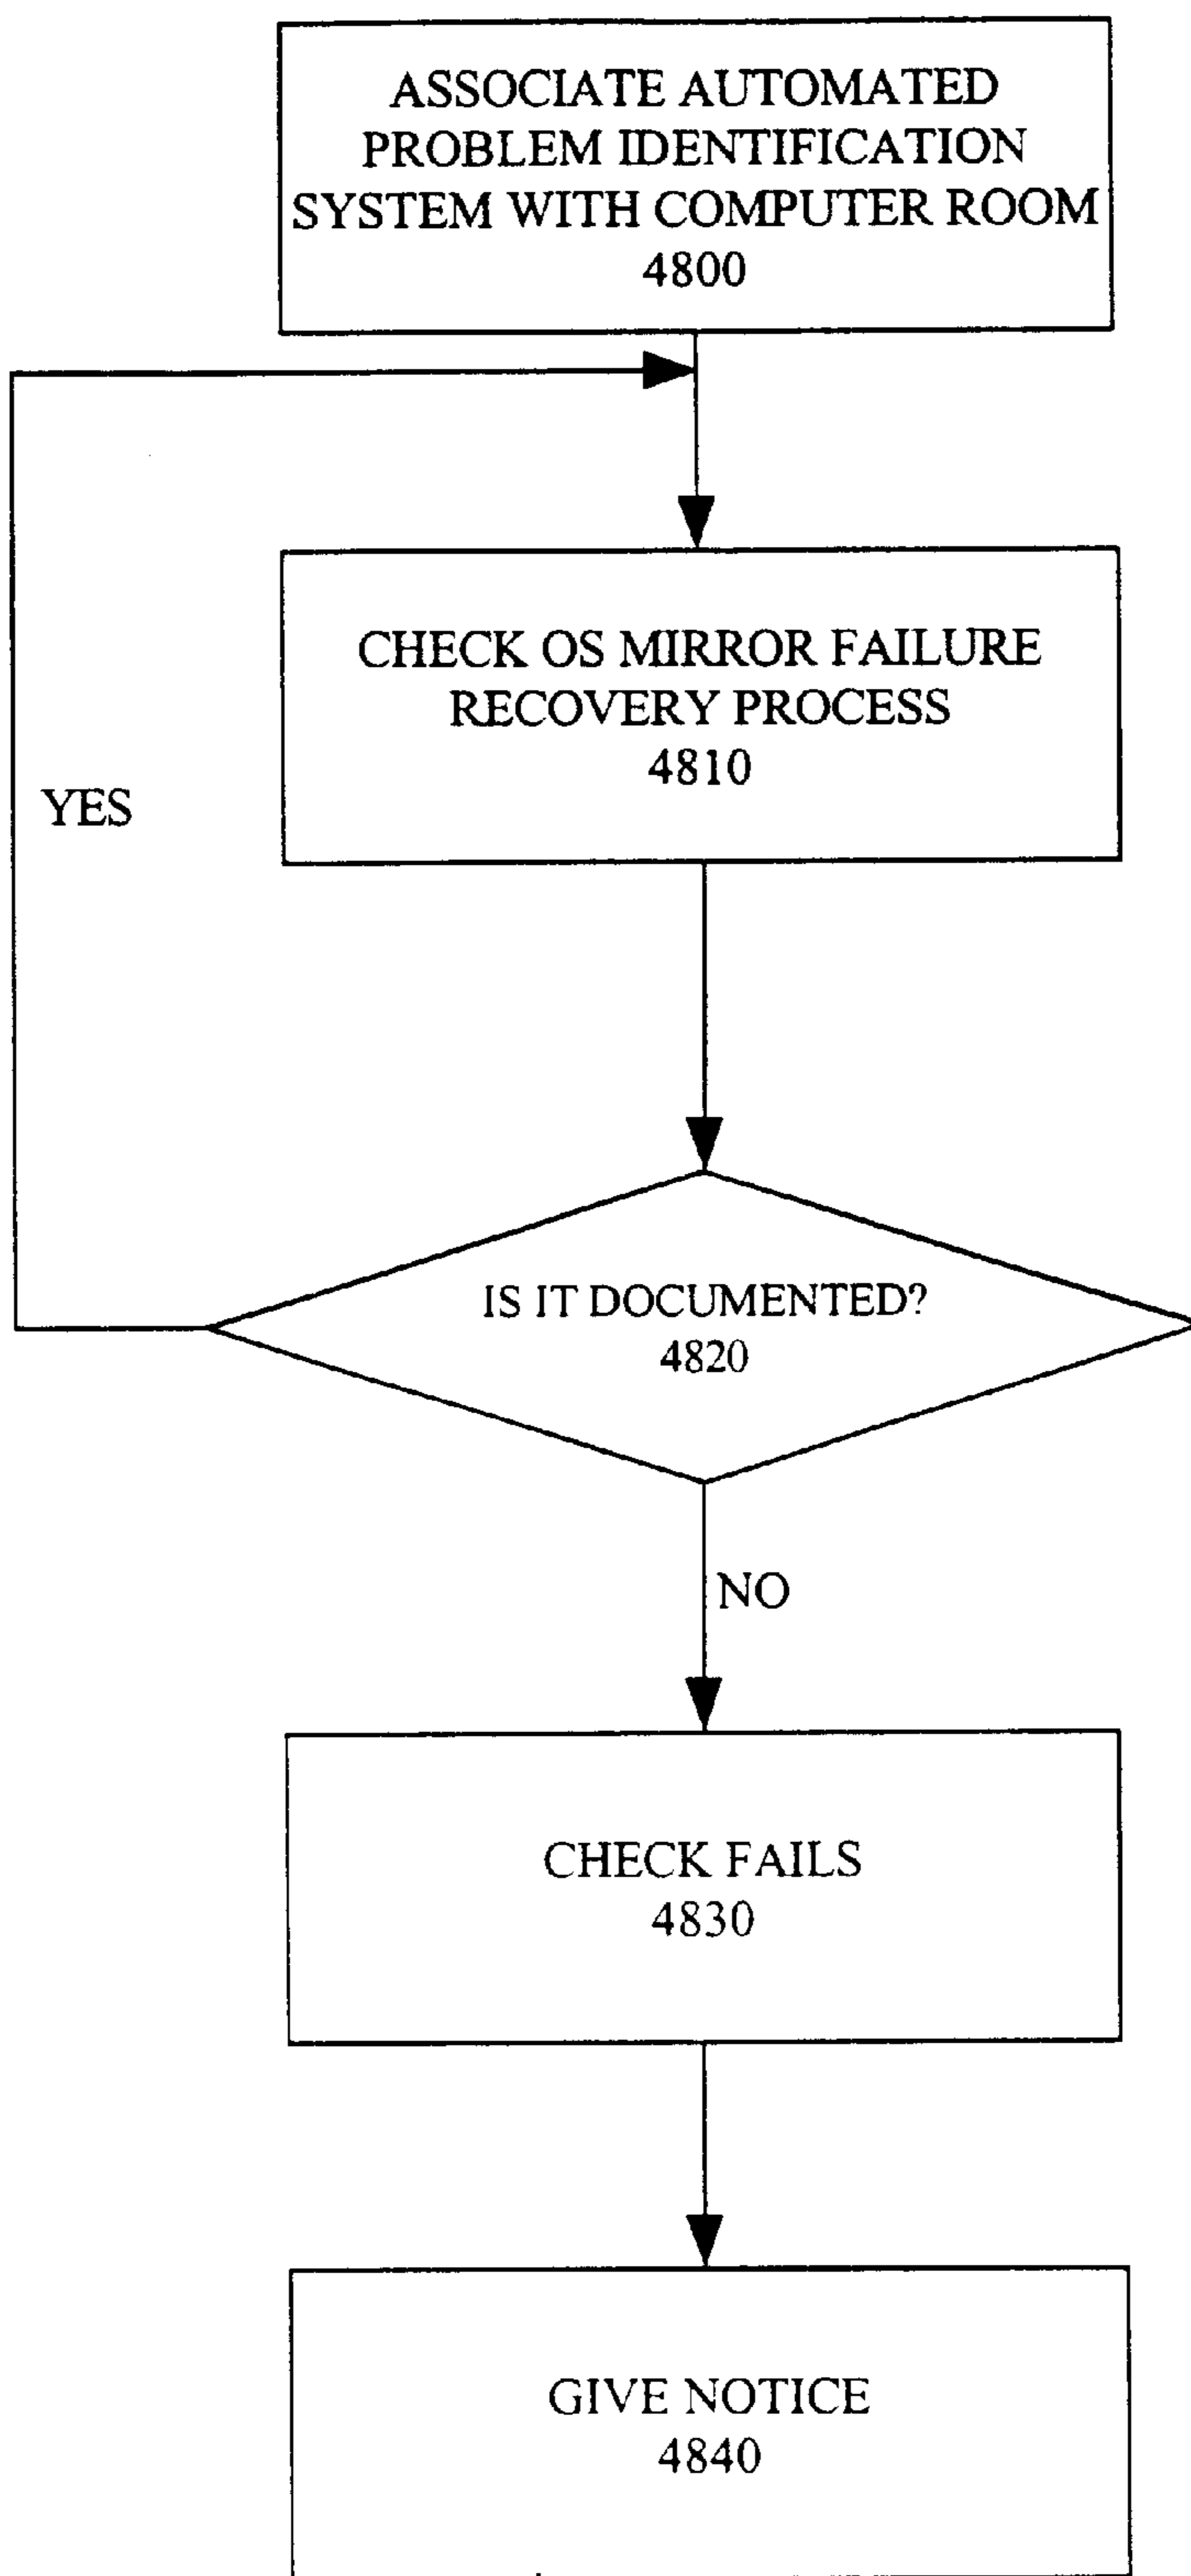 ASSOCIATE AUTOMATED
PROBLEM IDENTIFICATION
SYSTEM WITH COMPUTER ROOM
4800
CHECK OS MIRROR FAILURE
RECOVERY PROCESS
4810
YES
IS IT DOCUMENTED?
4820
NO
CHECK FAILS
4830
GIVE NOTICE
4840